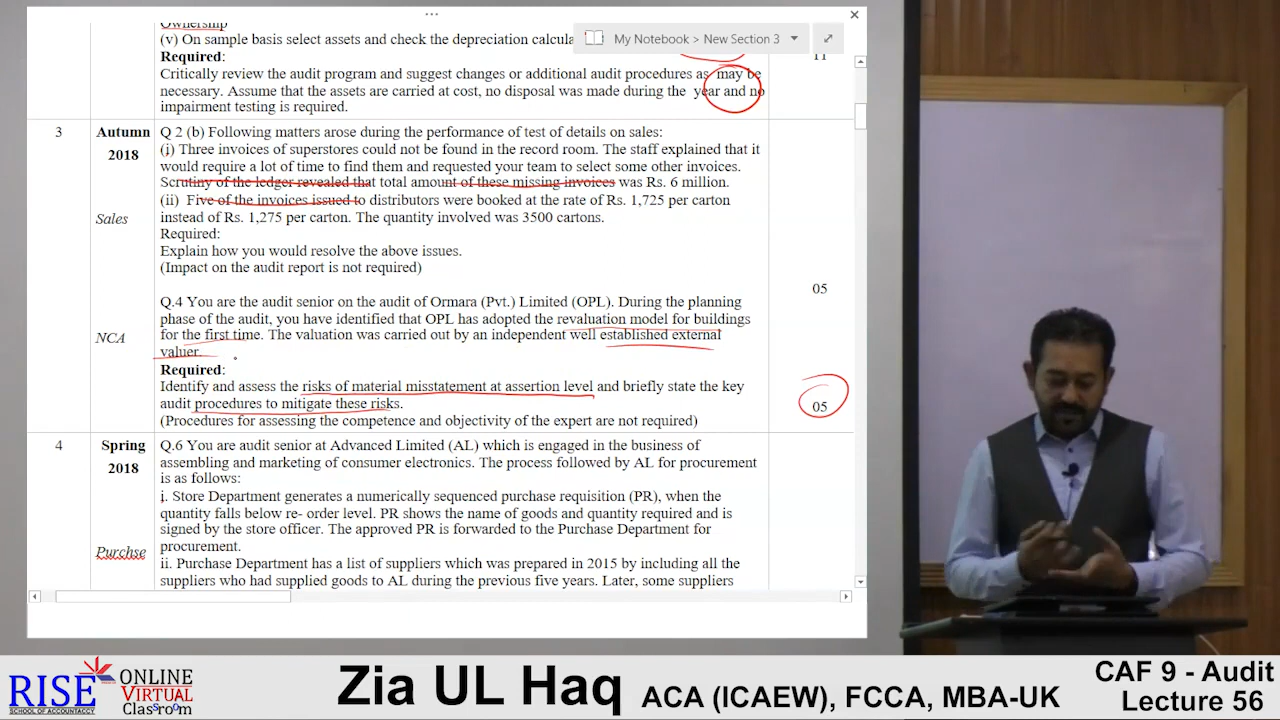 Ownership
(v) On sample basis select assets and check the depreciation calcula
My Notebook > New Section 3
Required:
11
Critically review the audit program and suggest changes or additional audit procedures as may be
necessary. Assume that the assets are carried at cost, no disposal was made during the year and no
impairment testing is required.
3
Autumn
2018
Q 2 (b) Following matters arose during the performance of test of details on sales:
(i) Three invoices of superstores could not be found in the record room. The staff explained that it
would require a lot of time to find them and requested your team to select some other invoices.
Scrutiny of the ledger revealed that total amount of these missing invoices was Rs. 6 million.
(ii) Five of the invoices issued to distributors were booked at the rate of Rs. 1,725 per carton
Sales
instead of Rs. 1,275 per carton. The quantity involved was 3500 cartons.
Required:
Explain how you would resolve the above issues.
(Impact on the audit report is not required)
05
Q.4 You are the audit senior on the audit of Ormara (Pvt.) Limited (OPL). During the planning
phase of the audit, you have identified that OPL has adopted the revaluation model for buildings
NCA
for the first time. The valuation was carried out by an independent well established external
valuer.
Required:
Identify and assess the risks of material misstatement at assertion level and briefly state the key
audit procedures to mitigate these risks.
05
(Procedures for assessing the competence and objectivity of the expert are not required)
4
Spring
2018
Q.6 You are audit senior at Advanced Limited (AL) which is engaged in the business of
assembling and marketing of consumer electronics. The process followed by AL for procurement
is as follows:
i. Store Department generates a numerically sequenced purchase requisition (PR), when the
quantity falls below re- order level. PR shows the name of goods and quantity required and is
signed by the store officer. The approved PR is forwarded to the Purchase Department for
Purchse
procurement.
ii. Purchase Department has a list of suppliers which was prepared in 2015 by including all the
suppliers who had supplied goods to AL during the previous five years. Later, some suppliers
RISE
SCHOOL OF ACCOUNTANCY
ONLINE
Virtual
Classroom
Zia UL Haq
ACA (ICAEW), FCCA, MBA-UK
CAF 9 - Audit
Lecture 56